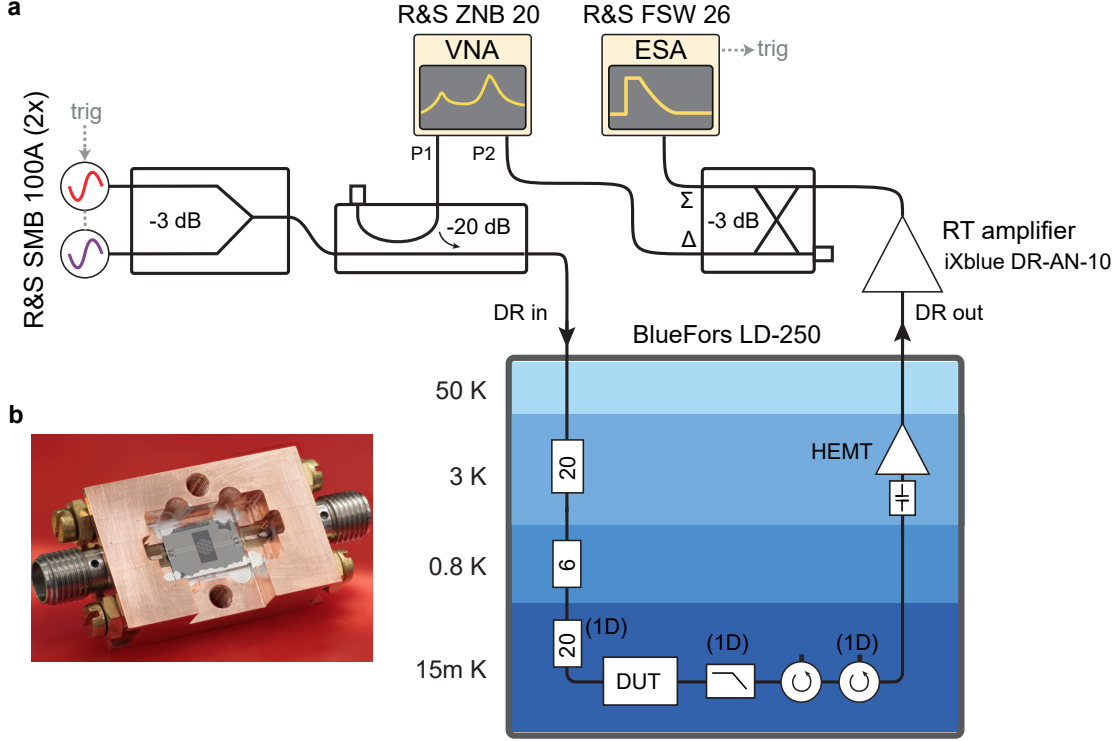 a
R&S ZNB 20
R&S FSW 26
VNA
ESA
trig
R&S SMB 100A (2x)
trig
P1
P2
-3 dB
-20 dB
Σ
-3 dB
Δ
RT amplifier
iXblue DR-AN-10
DR in
DR out
BlueFors LD-250
50 K
b
HEMT
3 K
20
0.8 K
6
20
(1D)
(1D)
(1D)
15m K
DUT